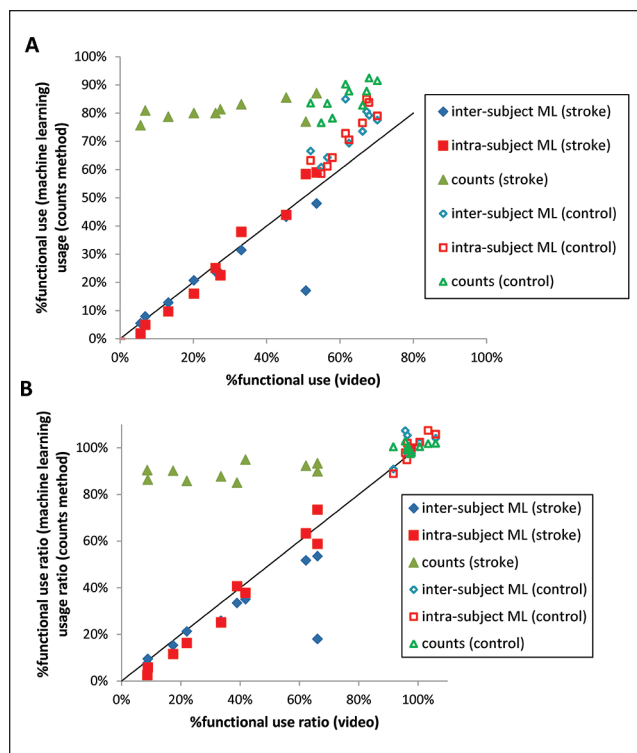 A
%functional use (machine learning)
usage (counts method)
100%
90%
80%
70%
60%
50%
40%
30%
20%
10%
0%
0% 20% 40% 60% 80% 100%
%functional use (video)
inter-subject ML (stroke)
intra-subject ML (stroke)
counts (stroke)
inter-subject ML (control)
intra-subject ML (control)
counts (control)
B
%functional use ratio (machine learning)
usage ratio (counts method)
100%
80%
60%
40%
20%
0%
0% 20% 40% 60% 80% 100%
%functional use ratio (video)
inter-subject ML (stroke)
intra-subject ML (stroke)
counts (stroke)
inter-subject ML (control)
intra-subject ML (control)
counts (control)